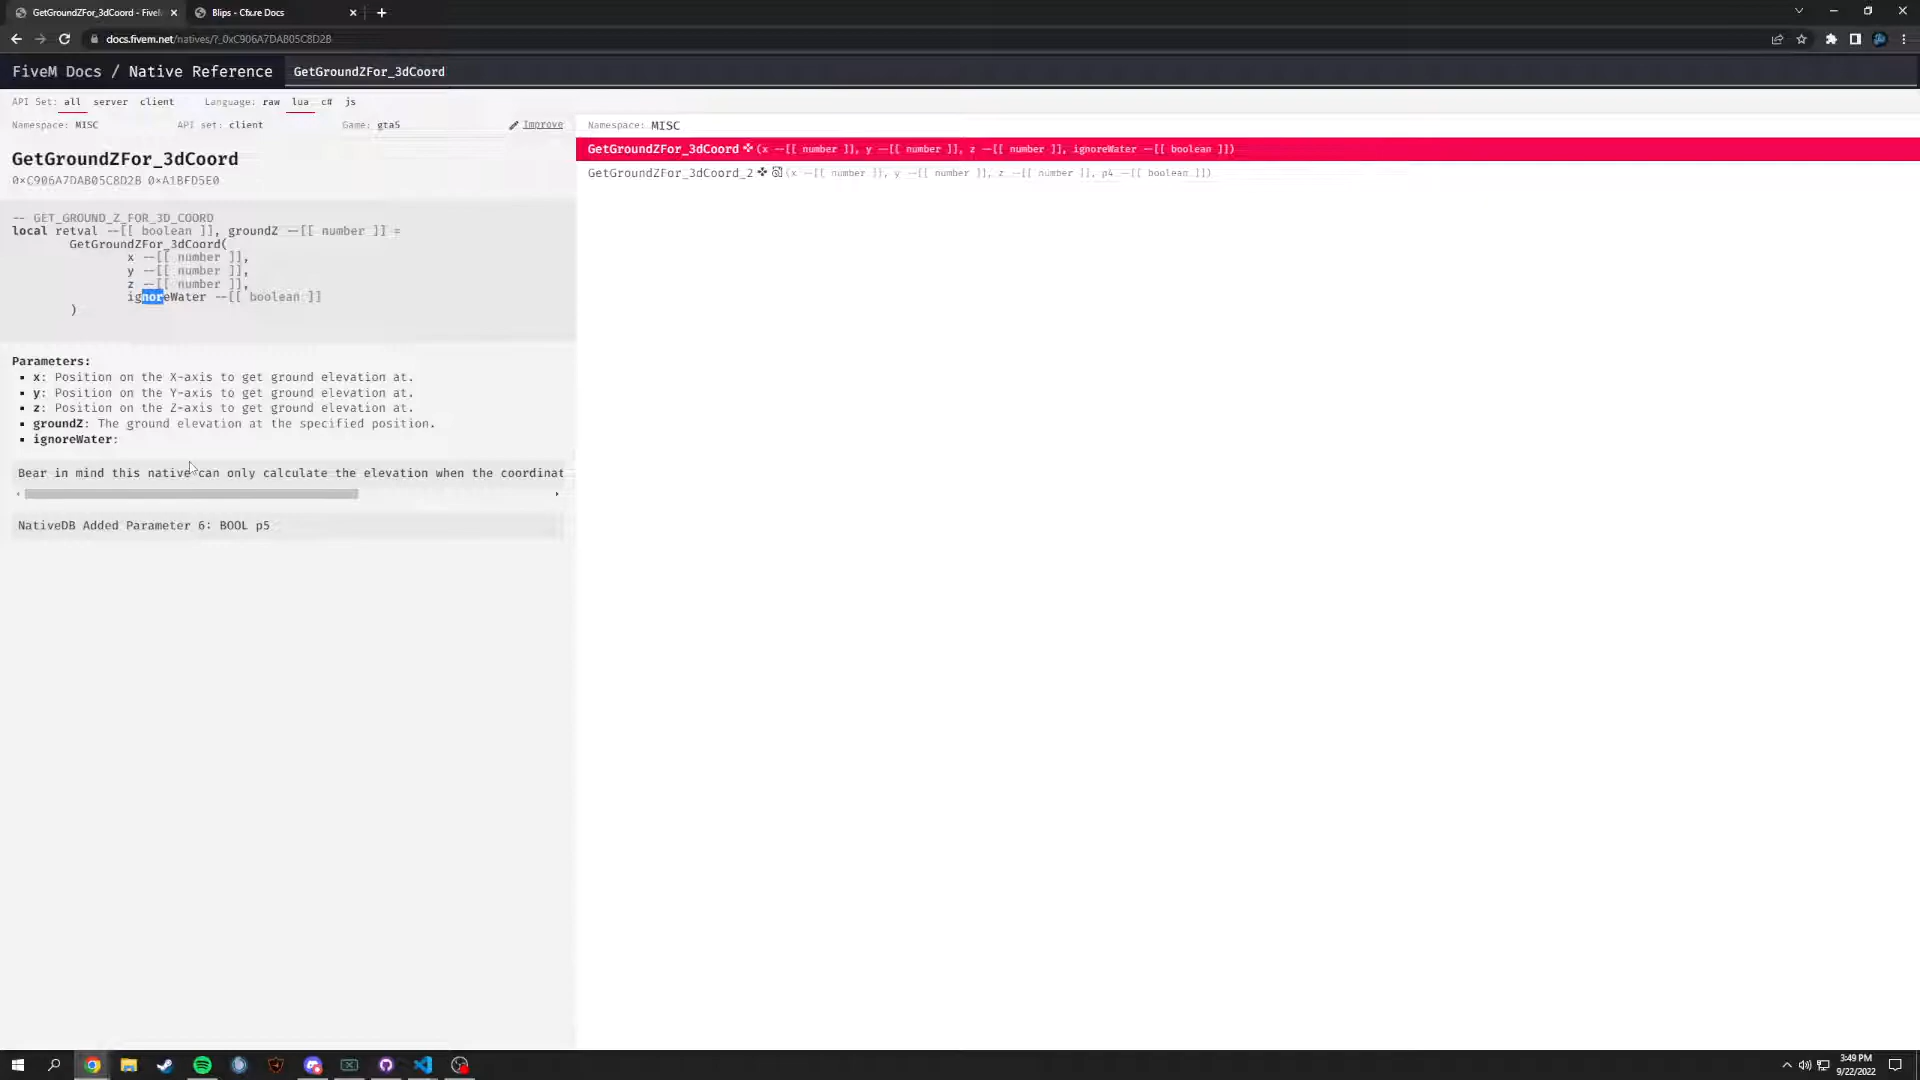 GetGroundZFor_3dCoord - FiveM
Blips - Cfx.re Docs
docs.fivem.net/natives/?_0xC906A7DAB05C8D2B
FiveM Docs / Native Reference
GetGroundZFor_3dCoord
API Set: all server client Language: raw lua c# js
Namespace: MISC API set: client Game: gta5 Improve
GetGroundZFor_3dCoord
0xC906A7DAB05C8D2B 0xA1BFD5E0
-- GET_GROUND_Z_FOR_3D_COORD
local retval --[[ boolean ]], groundZ --[[ number ]] =
GetGroundZFor_3dCoord(
x --[[ number ]],
y --[[ number ]],
z --[[ number ]],
ignoreWater --[[ boolean ]]
)
Parameters:
x: Position on the X-axis to get ground elevation at.
y: Position on the Y-axis to get ground elevation at.
z: Position on the Z-axis to get ground elevation at.
groundZ: The ground elevation at the specified position.
ignoreWater:
Bear in mind this native can only calculate the elevation when the coordinat
NativeDB Added Parameter 6: BOOL p5
Namespace: MISC
GetGroundZFor_3dCoord (x --[[ number ]], y --[[ number ]], z --[[ number ]], ignoreWater --[[ boolean ]])
GetGroundZFor_3dCoord_2 (x --[[ number ]], y --[[ number ]], z --[[ number ]], p4 --[[ boolean ]])
3:49 PM
9/22/2022